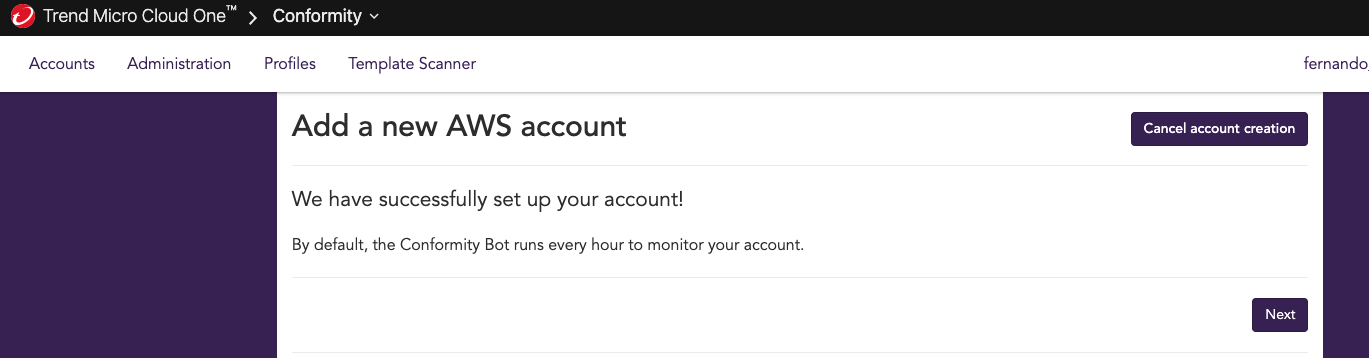 Trend Micro Cloud One™ Conformity
Accounts Administration Profiles Template Scanner fernando
Add a new AWS account
Cancel account creation
We have successfully set up your account!
By default, the Conformity Bot runs every hour to monitor your account.
Next